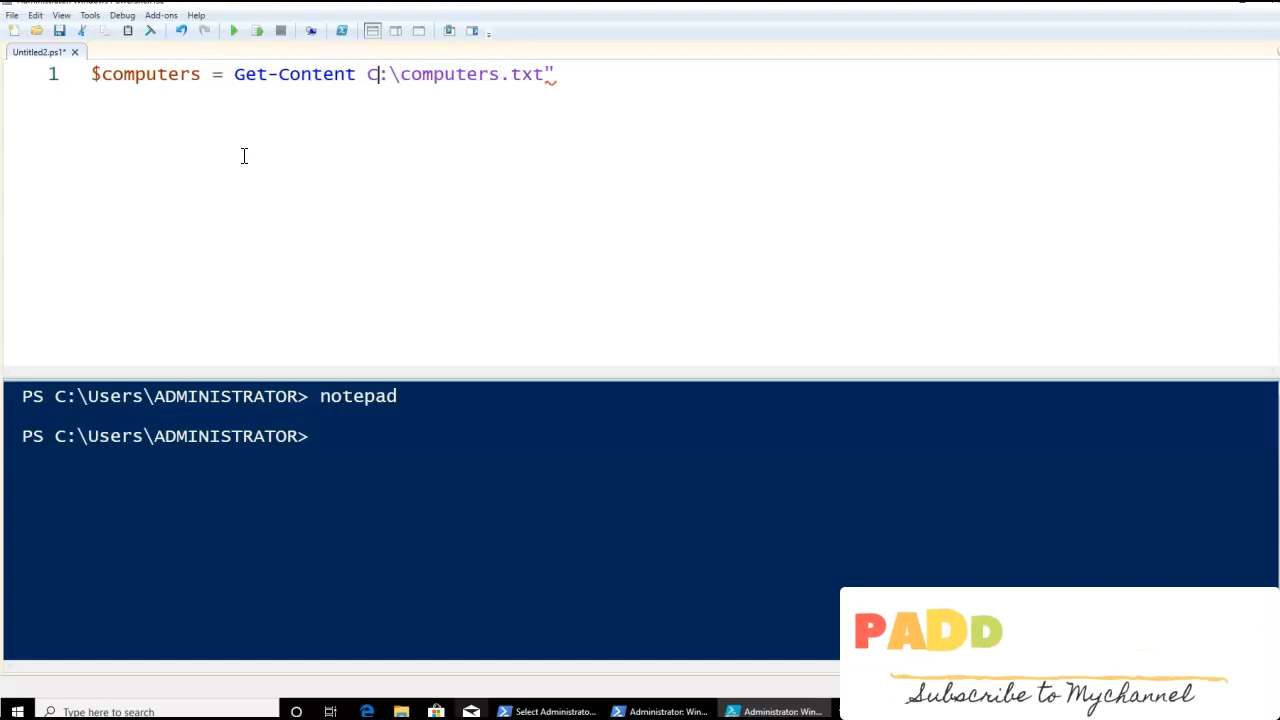 File Edit View Tools Debug Add-ons Help
Untitled2.ps1*
1 $computers = Get-Content C:\computers.txt"
PS C:\Users\ADMINISTRATOR> notepad
PS C:\Users\ADMINISTRATOR>
PADD
Subscribe to Mychannel
Type here to search
Select Administrato...
Administrator: Win...
Administrator: Win...